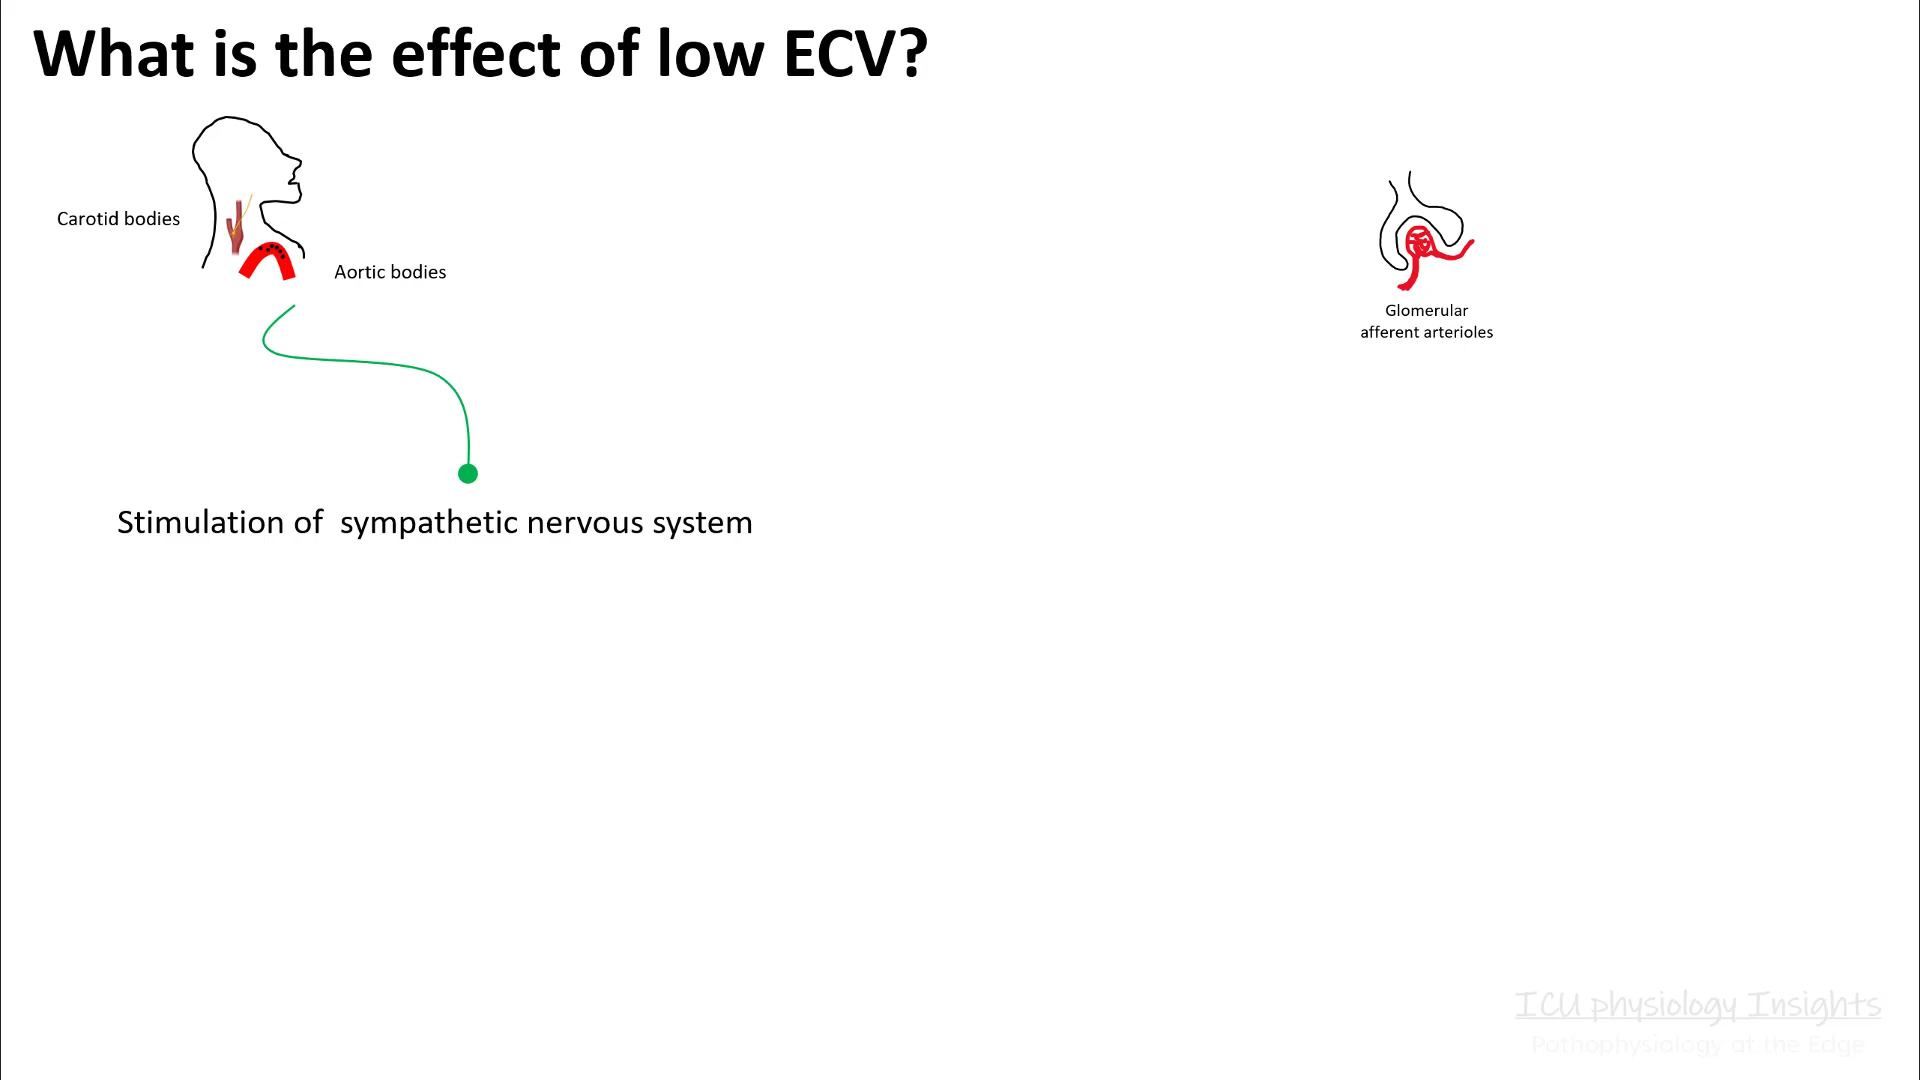 What is the effect of low ECV?
Carotid bodies
Aortic bodies
Glomerular
afferent arterioles
Stimulation of  sympathetic nervous system
ICU physiology Insights
Pathophysiology at the Edge